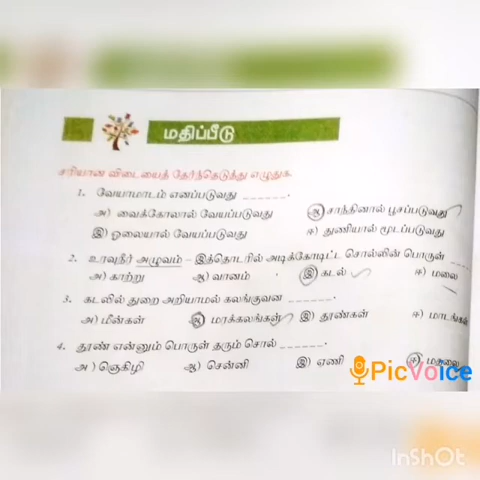 மதிப்பீடு
சரியான விடையைத் தேர்ந்தெடுத்து எழுதுக.
1. வேயாமாடம் எனப்படுவது ______.
அ) வைக்கோலால் வேயப்படுவது ஆ) சாந்தினால் பூசப்படுவது
இ) ஓலையால் வேயப்படுவது ஈ) துணியால் மூடப்படுவது
2. உரவுநீர் அழுவம் - இத்தொடரில் அடிக்கோடிட்ட சொல்லின் பொருள் ____
அ) காற்று ஆ) வானம் இ) கடல் ஈ) மலை
3. கடலில் துறை அறியாமல் கலங்குவன ______.
அ) மீன்கள் ஆ) மரக்கலங்கள் இ) தூண்கள் ஈ) மாடங்கள்
4. தூண் என்னும் பொருள் தரும் சொல் ______.
அ) ஞெகிழி ஆ) சென்னி இ) ஏணி ஈ) மதலை
PicVoice
InShOt